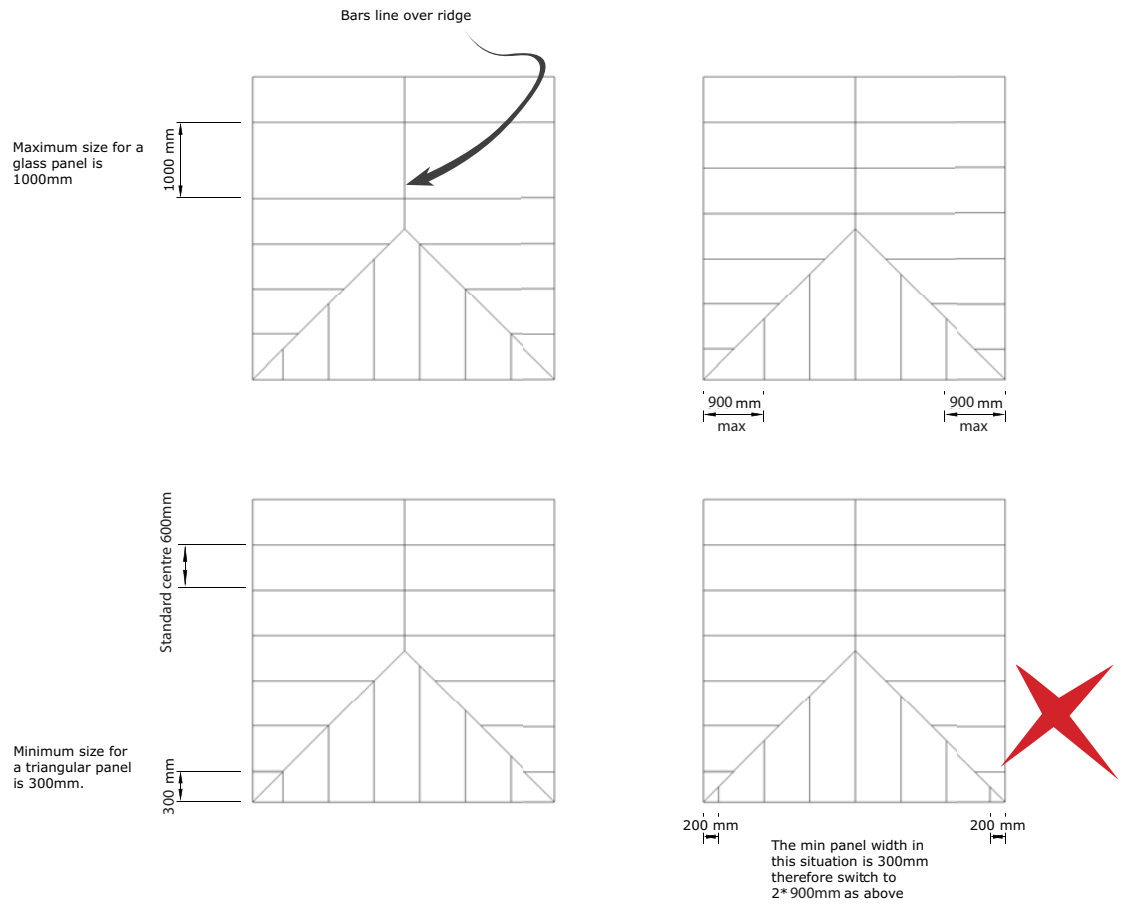 Bars line over ridge
Maximum size for a
glass panel is
1000mm
1000 mm
900 mm
max
900 mm
max
Standard centre 600mm
Minimum size for
a triangular panel
is 300mm.
300 mm
200 mm
200 mm
The min panel width in
this situation is 300mm
therefore switch to
2* 900mm as above